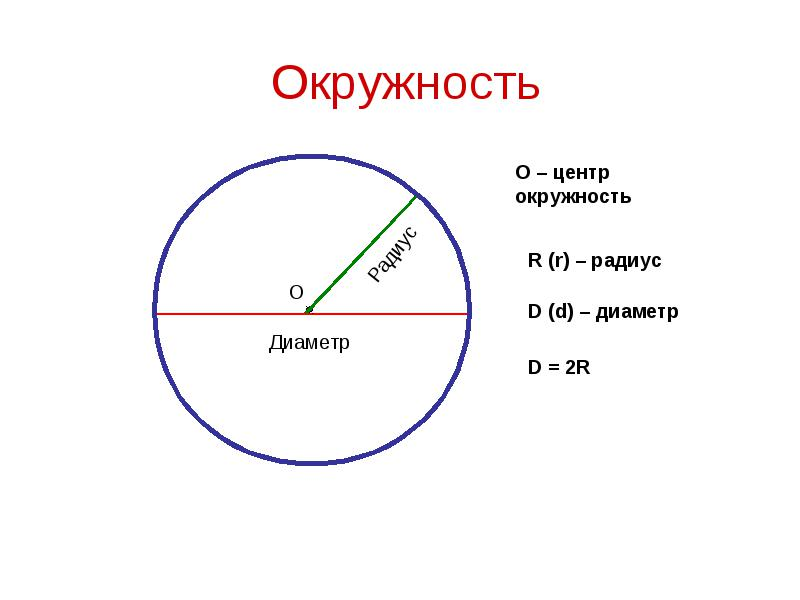 Окружность
О – центр
окружность
Радиус
R (r) – радиус
О
D (d) – диаметр
Диаметр
D = 2R